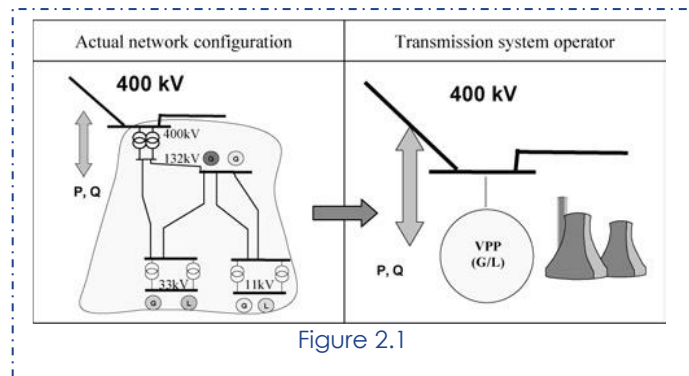 Actual network configuration
Transmission system operator
400 kV
400kV
132kV
G
G
P, Q
33kV
11kV
G
L
G
L
400 kV
P, Q
VPP
(G/L)
Figure 2.1